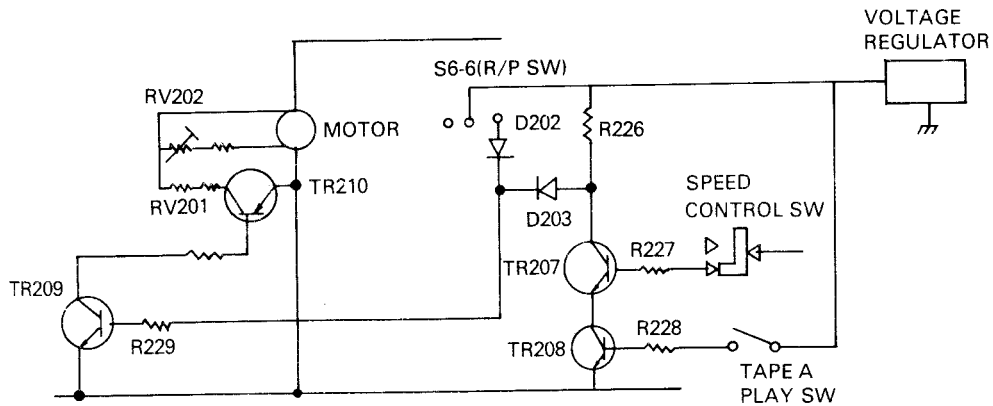 VOLTAGE
REGULATOR
S6-6(R/P SW)
RV202
D202
MOTOR
R226
TR210
SPEED
CONTROL SW
RV201
D203
R227
TR207
TR209
R228
R229
TR208
TAPE A
PLAY SW